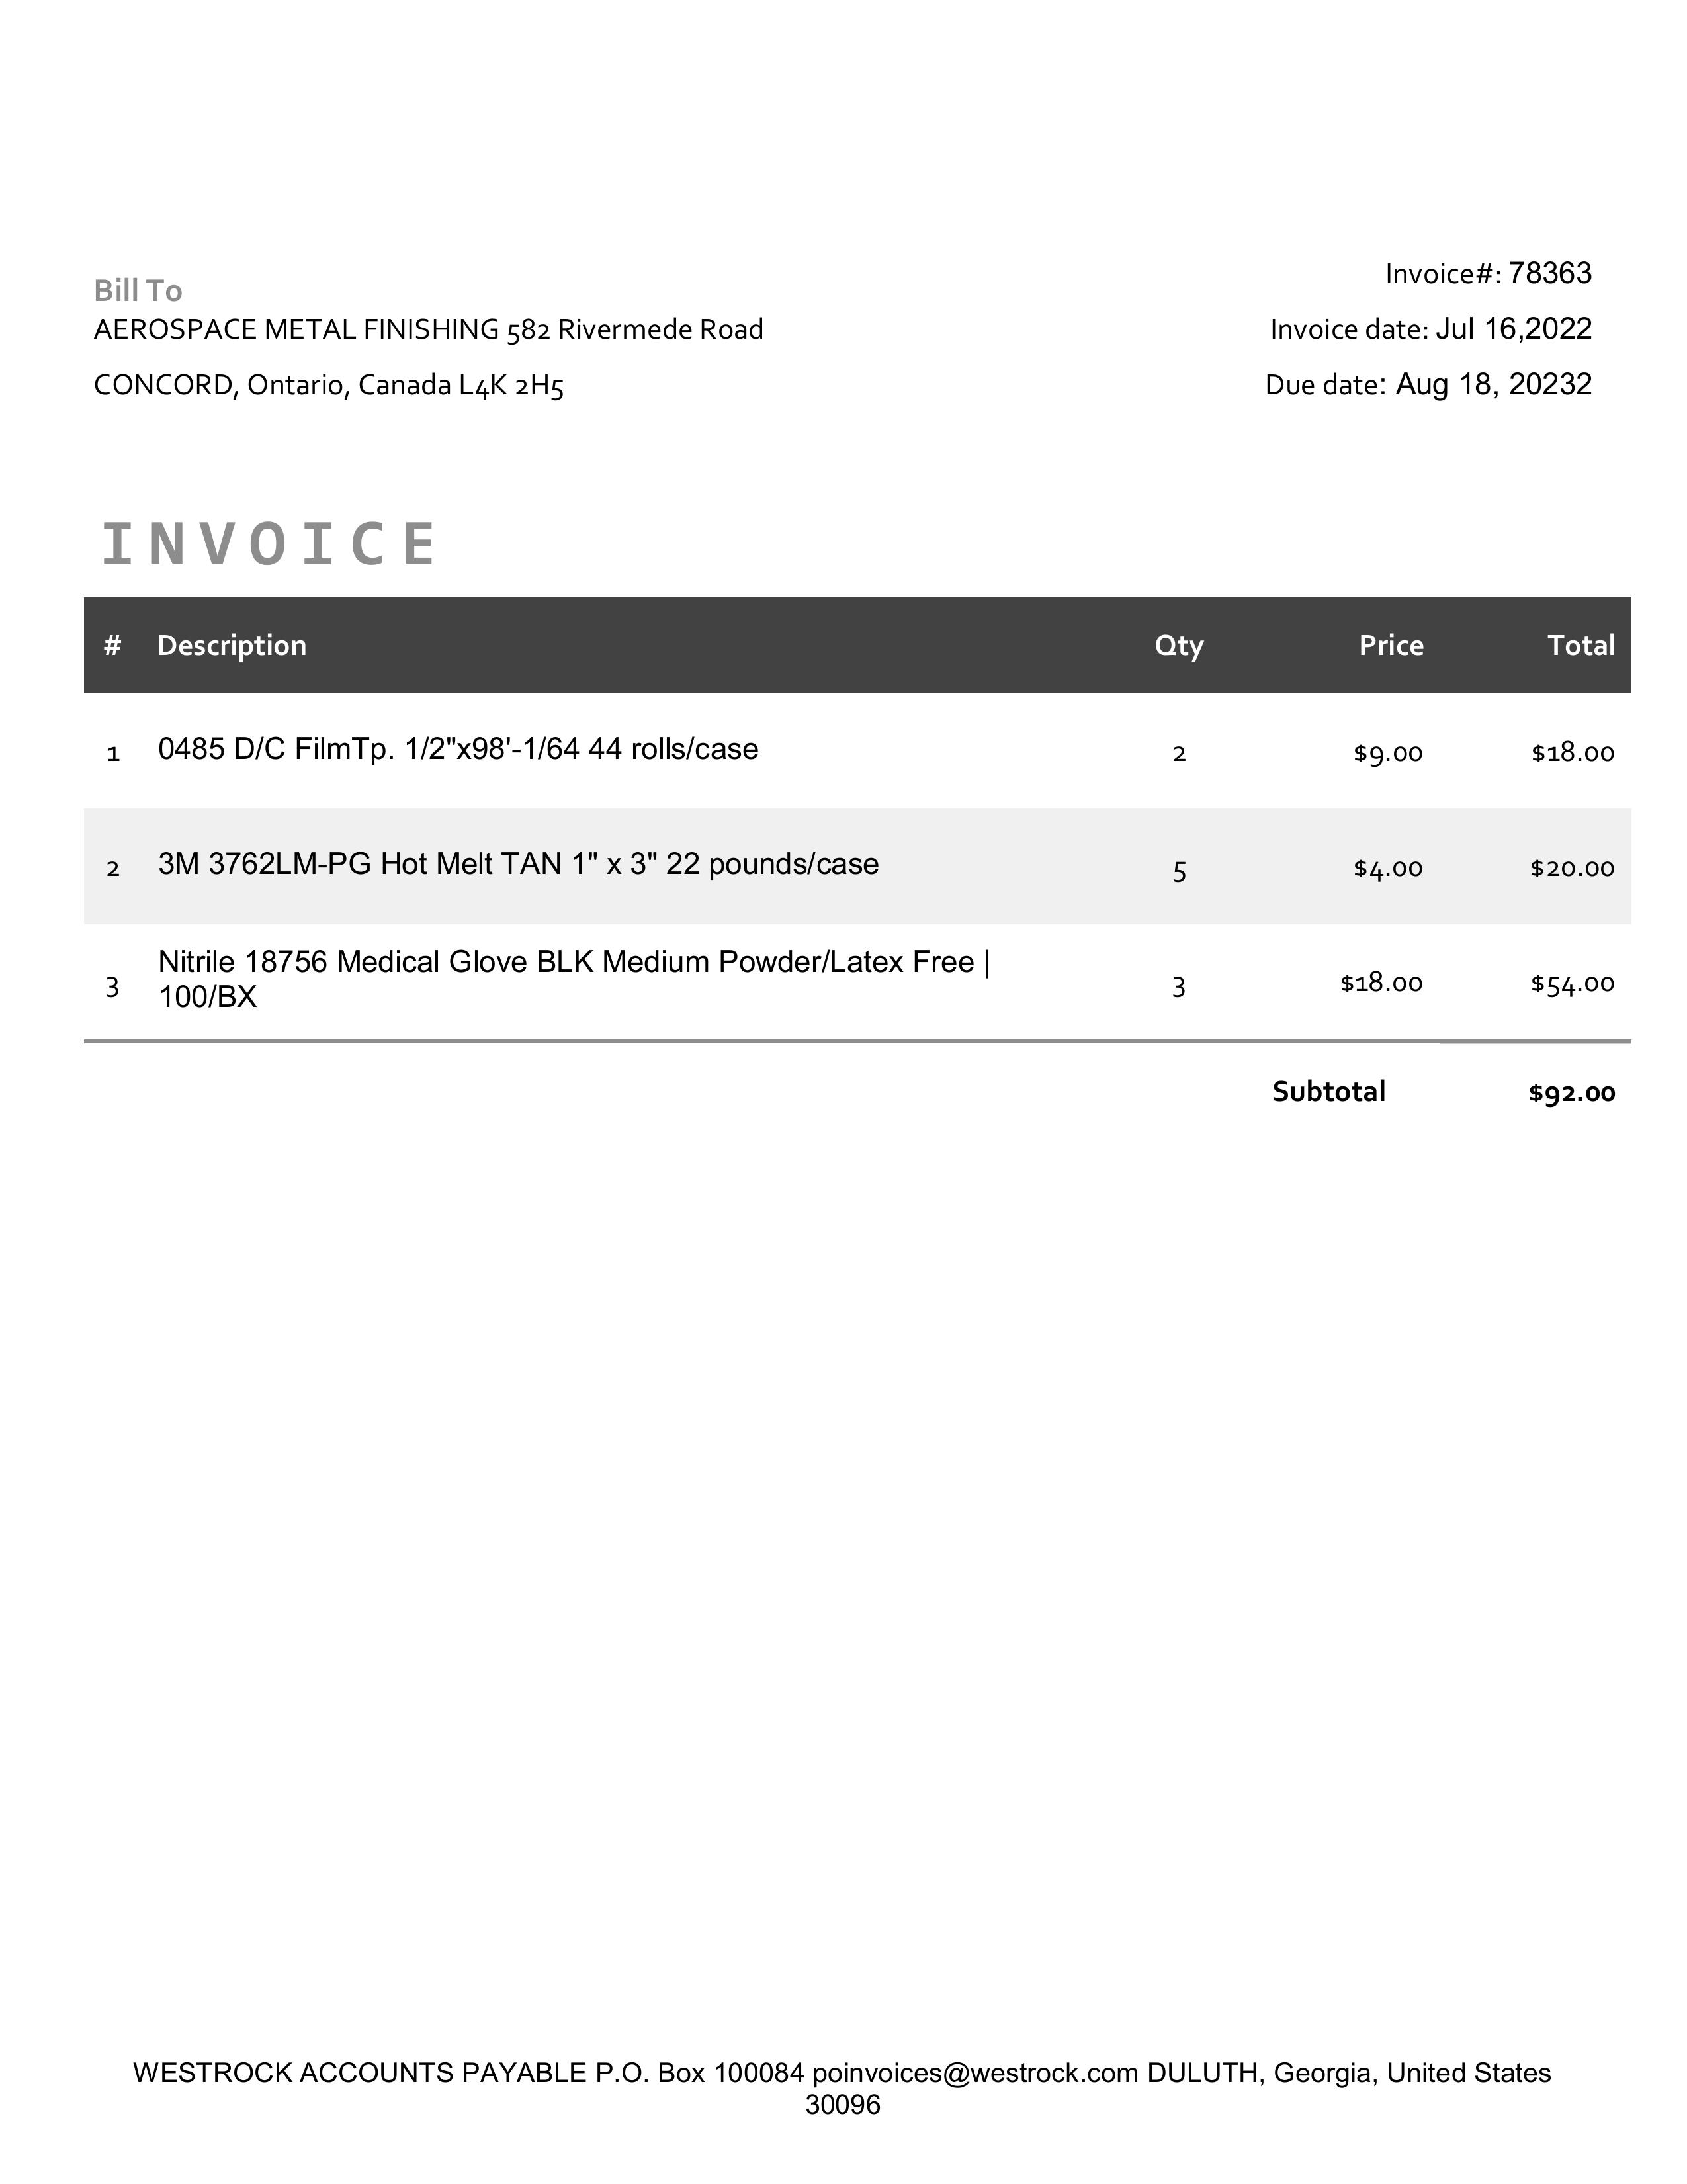 Bill To
AEROSPACE METAL FINISHING 582 Rivermede Road
CONCORD, Ontario, Canada L4K 2H5
Invoice#: 78363
Invoice date: Jul 16,2022
Due date: Aug 18, 20232
INVOICE
# Description Qty Price Total
1 0485 D/C FilmTp. 1/2"x98'-1/64 44 rolls/case 2 $9.00 $18.00
2 3M 3762LM-PG Hot Melt TAN 1" x 3" 22 pounds/case 5 $4.00 $20.00
3 Nitrile 18756 Medical Glove BLK Medium Powder/Latex Free |
100/BX 3 $18.00 $54.00
Subtotal $92.00
WESTROCK ACCOUNTS PAYABLE P.O. Box 100084 poinvoices@westrock.com DULUTH, Georgia, United States
30096